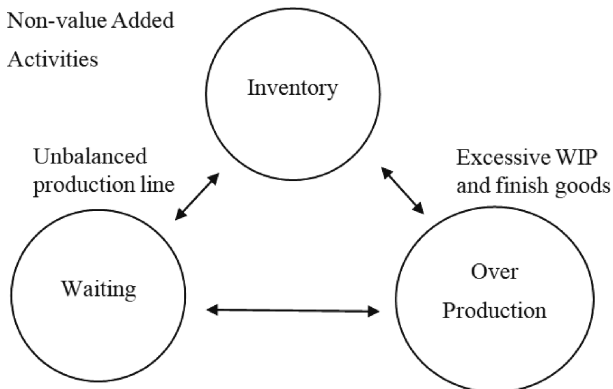 Non-value Added
Activities
Inventory
Unbalanced
production line
Excessive WIP
and finish goods
Waiting
Over
Production